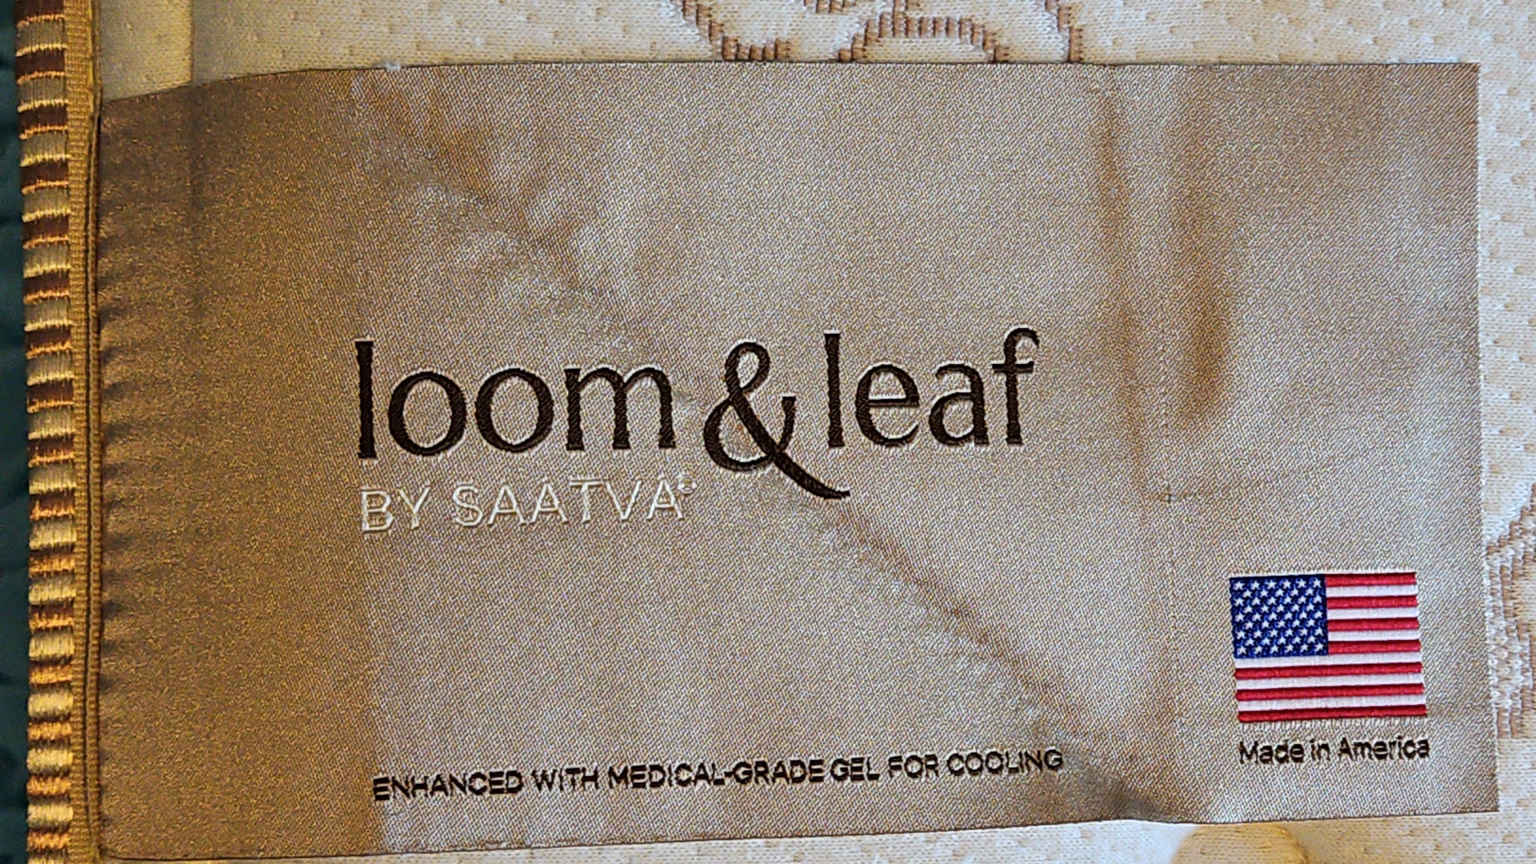 loom & leaf
BY SAATVA®
ENHANCED WITH MEDICAL-GRADE GEL FOR COOLING
Made in America